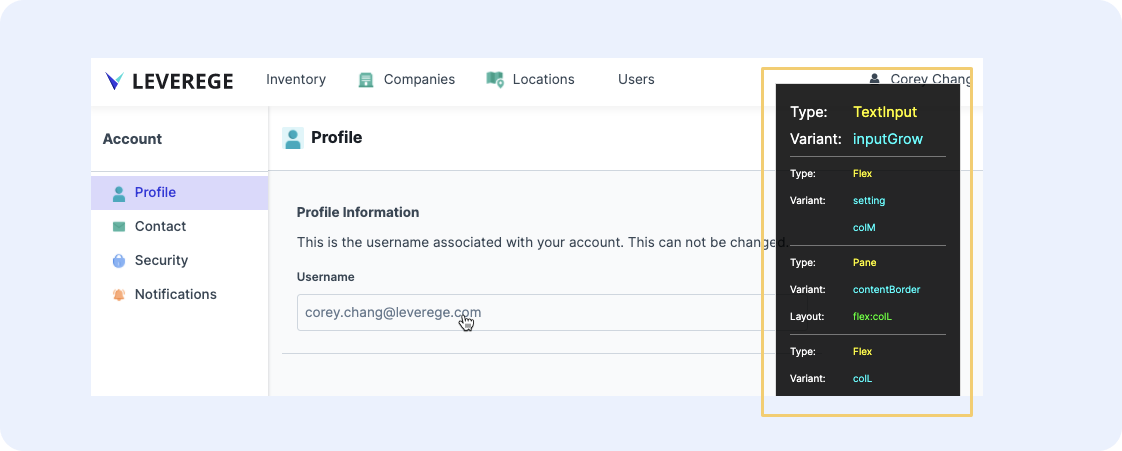 LEVEREGE Inventory Companies Locations Users Corey Chang
Account
Profile
Contact
Security
Notifications
Profile
Profile Information
This is the username associated with your account. This can not be changed.
Username
corey.chang@leverege.com
Type: TextInput
Variant: inputGrow
Type: Flex
Variant: setting
colM
Type: Pane
Variant: contentBorder
Layout: flex:colL
Type: Flex
Variant: colL